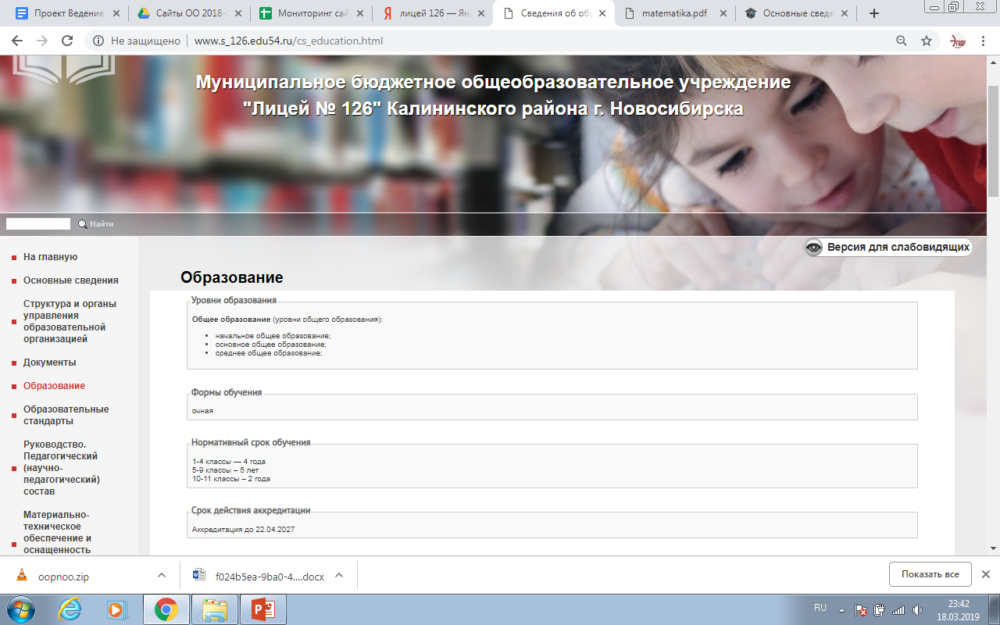 Проект Ведение
Сайты ОО 2018-
Мониторинг сай
лицей 126 — Ян
Сведения об об
matematika.pdf
Основные сведе
Не защищено
www.s_126.edu54.ru/cs_education.html
Муниципальное бюджетное общеобразовательное учреждение
"Лицей № 126" Калининского района г. Новосибирска
Найти
Версия для слабовидящих
На главную
Основные сведения
Структура и органы
управления
образовательной
организацией
Документы
Образование
Образовательные
стандарты
Руководство.
Педагогический
(научно-
педагогический)
состав
Материально-
техническое
обеспечение и
оснащенность
Образование
Уровни образования
Общее образование (уровни общего образования):
начальное общее образование;
основное общее образование;
среднее общее образование;
Формы обучения
очная
Нормативный срок обучения
1-4 классы — 4 года
5-9 классы – 5 лет
10-11 классы – 2 года
Срок действия аккредитации
Аккредитация до 22.04.2027
oopnoo.zip
f024b5ea-9ba0-4....docx
Показать все
RU
23:42
18.03.2019